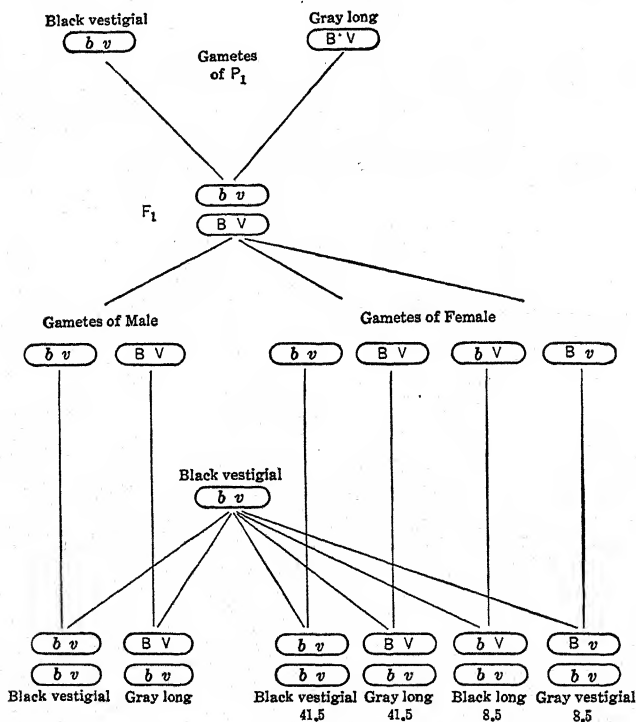 Black vestigial Gray long
b v B V
Gametes
of P1
b v
F1
B V
Gametes of Male Gametes of Female
b v B V b v B V b V B v
Black vestigial
b v
b v B V b v B V b V B v
b v b v b v b v b v b v
Black vestigial Gray long Black vestigial Gray long Black long Gray vestigial
41.5 41.5 8.5 8.5